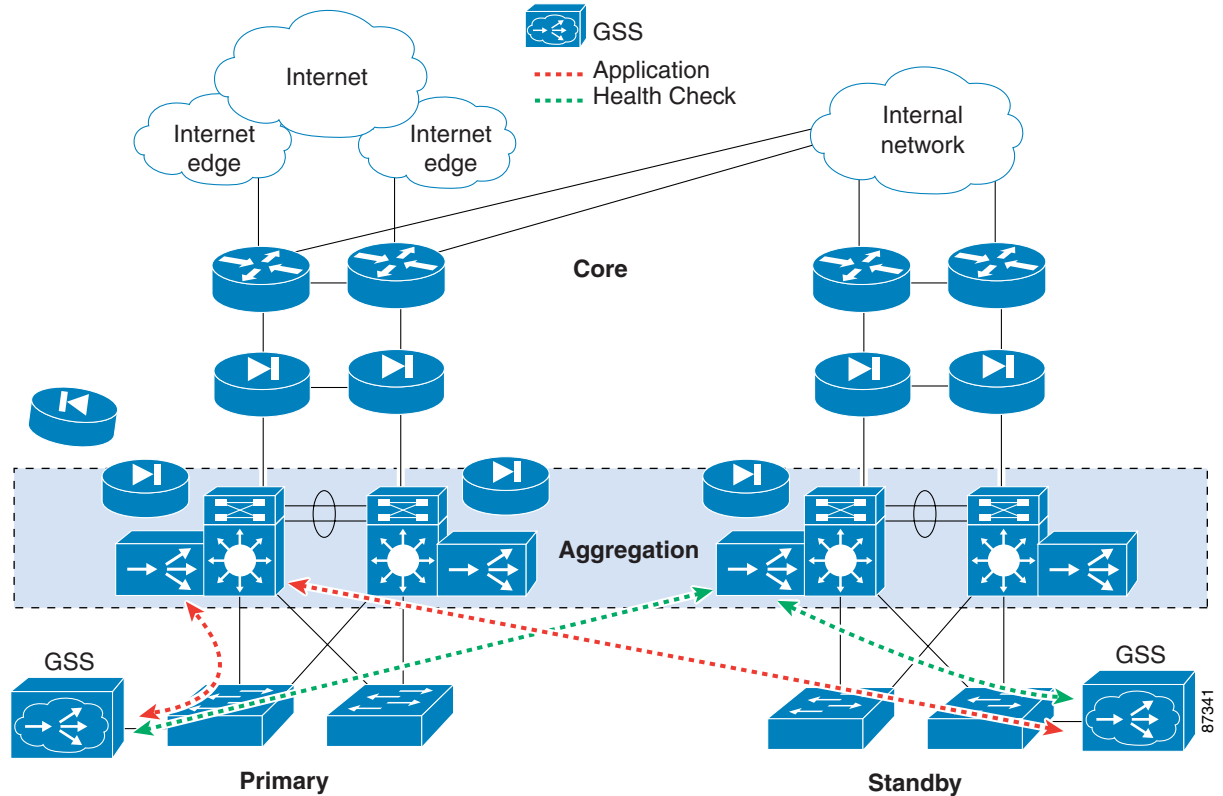 GSS
Application
Health Check
Internet
Internet
edge
Internet
edge
Internal
network
Core
Aggregation
GSS
GSS
87341
Primary
Standby